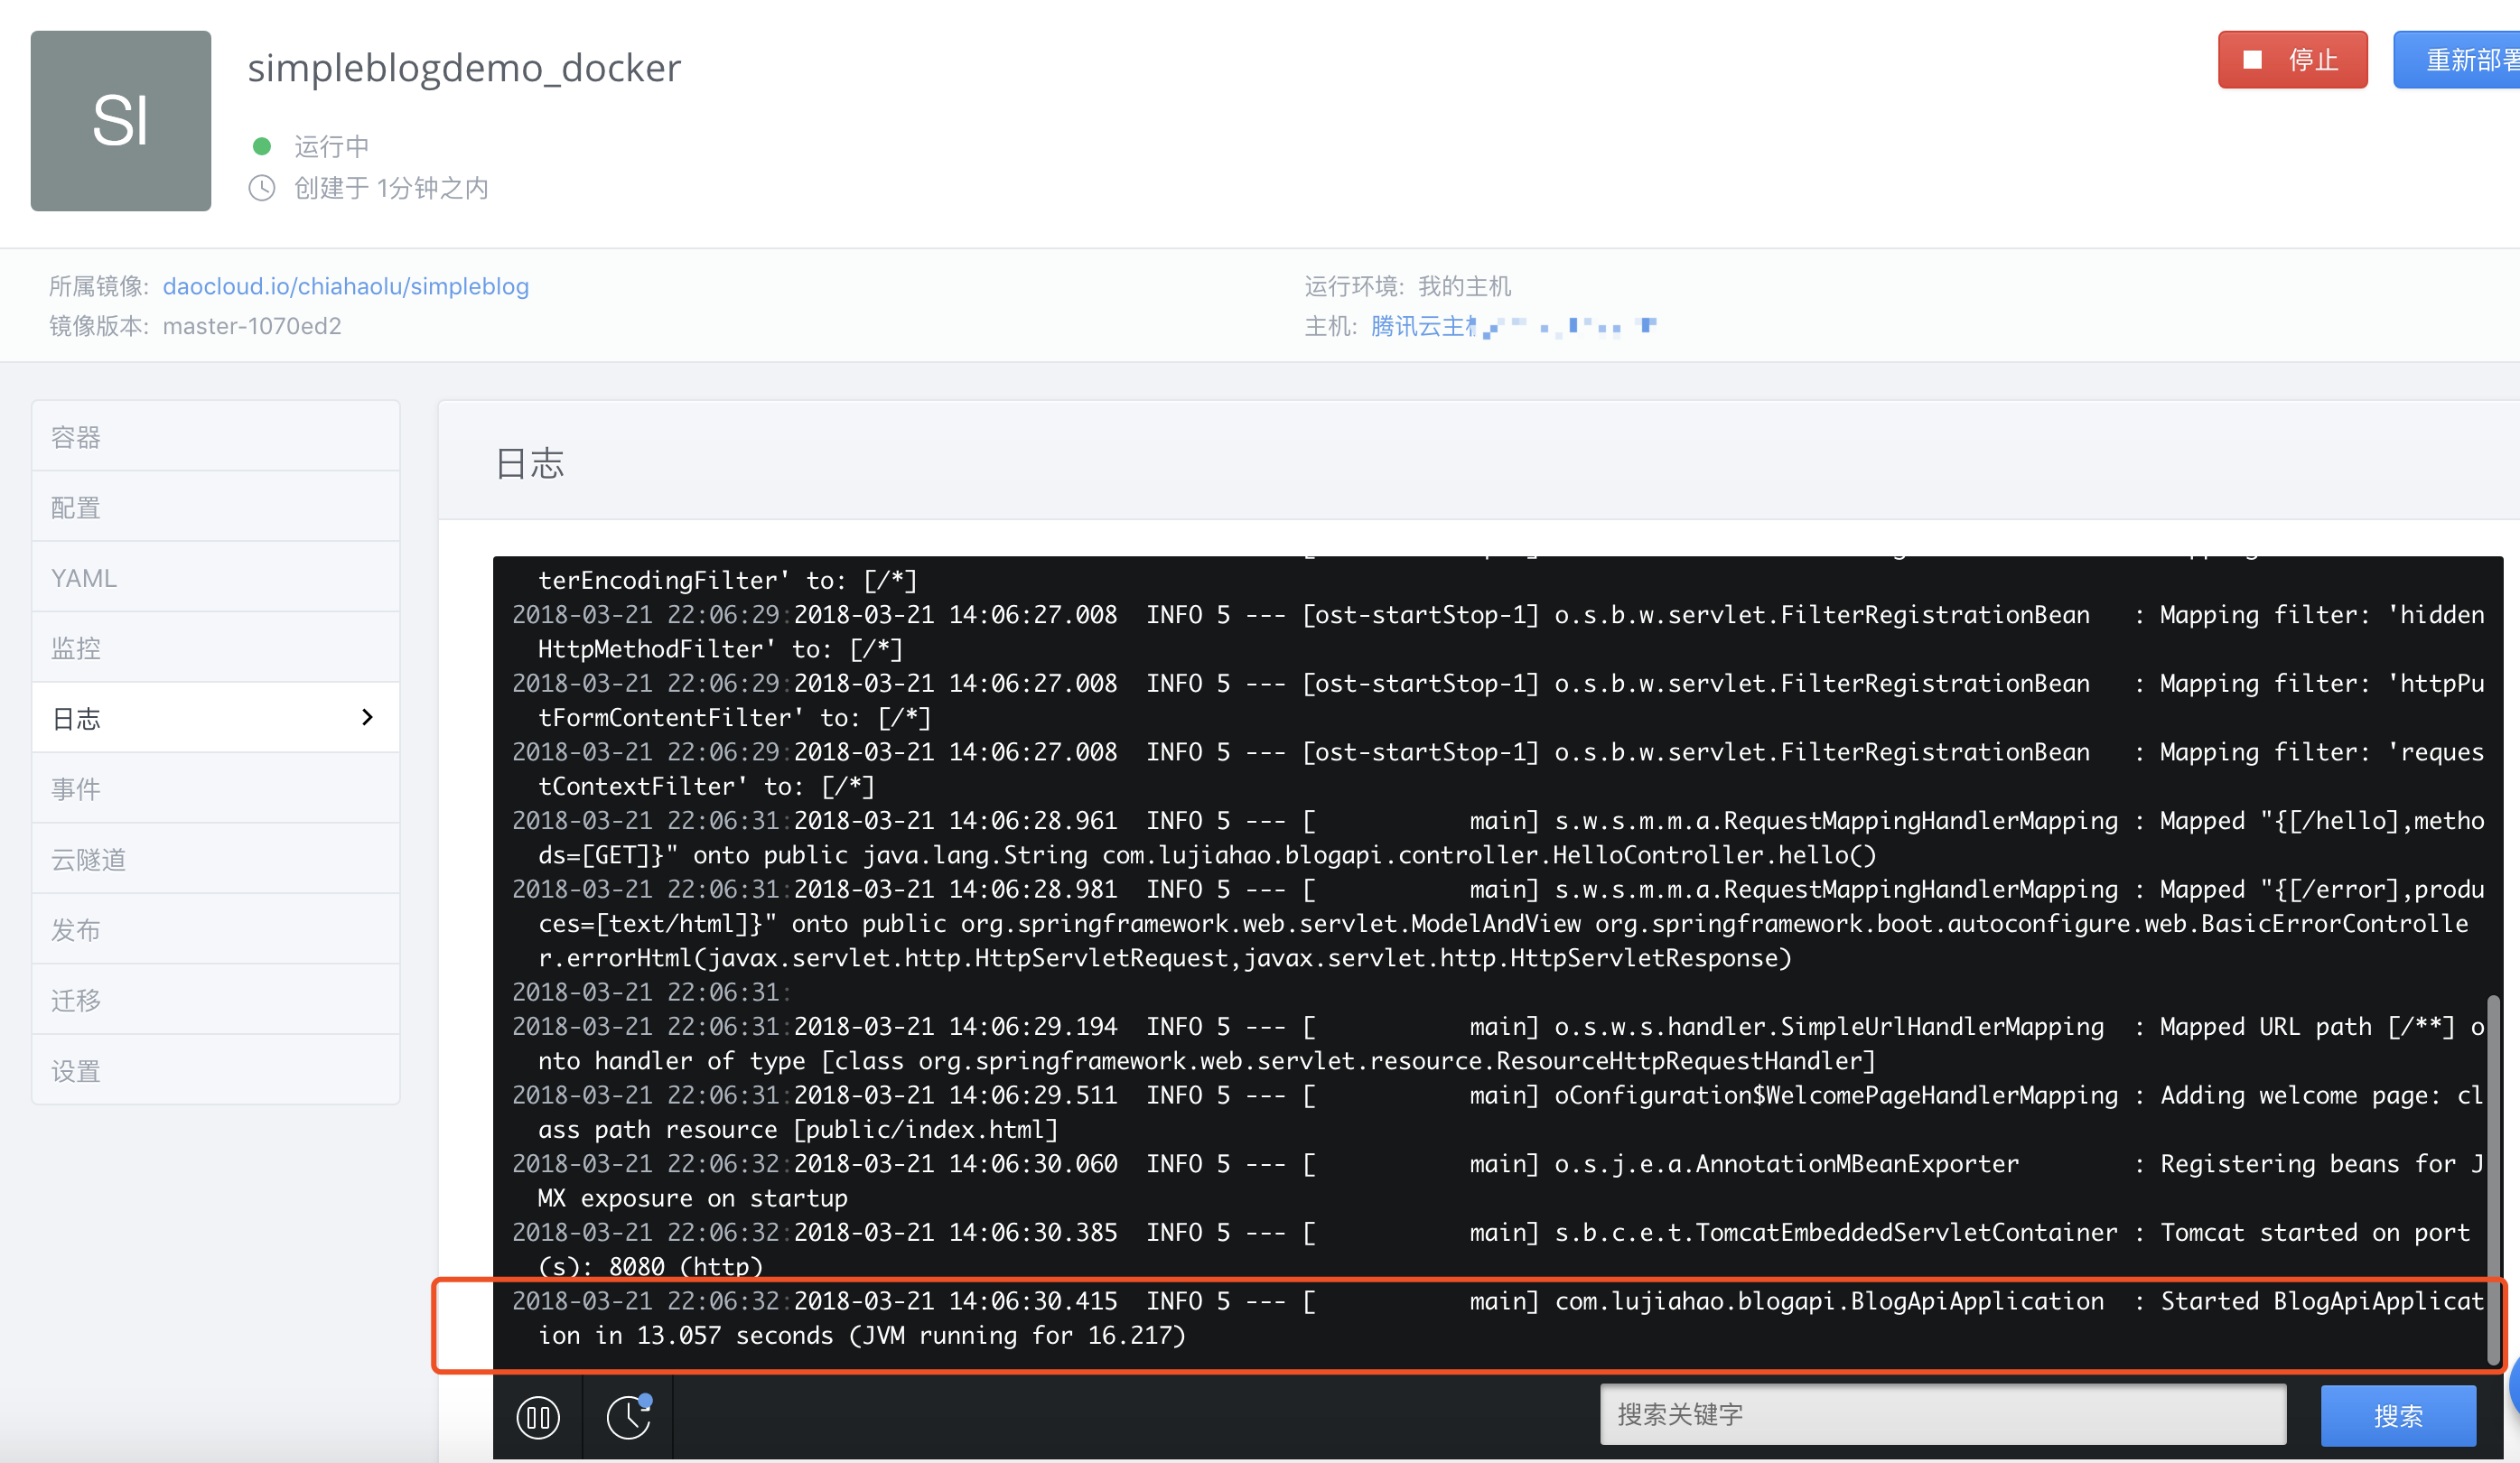 SI
simpleblogdemo_docker
停止
重新部署
运行中
创建于 1分钟之内
所属镜像: daocloud.io/chiahaolu/simpleblog
镜像版本: master-1070ed2
运行环境: 我的主机
主机: 腾讯云主
容器
配置
YAML
监控
日志
事件
云隧道
发布
迁移
设置
日志
terEncodingFilter' to: [/*]
2018-03-21 22:06:29:2018-03-21 14:06:27.008  INFO 5 --- [ost-startStop-1] o.s.b.w.servlet.FilterRegistrationBean   : Mapping filter: 'hidden
HttpMethodFilter' to: [/*]
2018-03-21 22:06:29:2018-03-21 14:06:27.008  INFO 5 --- [ost-startStop-1] o.s.b.w.servlet.FilterRegistrationBean   : Mapping filter: 'httpPu
tFormContentFilter' to: [/*]
2018-03-21 22:06:29:2018-03-21 14:06:27.008  INFO 5 --- [ost-startStop-1] o.s.b.w.servlet.FilterRegistrationBean   : Mapping filter: 'reques
tContextFilter' to: [/*]
2018-03-21 22:06:31:2018-03-21 14:06:28.961  INFO 5 --- [           main] s.w.s.m.m.a.RequestMappingHandlerMapping : Mapped "{[/hello],metho
ds=[GET]}" onto public java.lang.String com.lujiahao.blogapi.controller.HelloController.hello()
2018-03-21 22:06:31:2018-03-21 14:06:28.981  INFO 5 --- [           main] s.w.s.m.m.a.RequestMappingHandlerMapping : Mapped "{[/error],produ
ces=[text/html]}" onto public org.springframework.web.servlet.ModelAndView org.springframework.boot.autoconfigure.web.BasicErrorControlle
r.errorHtml(javax.servlet.http.HttpServletRequest,javax.servlet.http.HttpServletResponse)
2018-03-21 22:06:31:
2018-03-21 22:06:31:2018-03-21 14:06:29.194  INFO 5 --- [           main] o.s.w.s.handler.SimpleUrlHandlerMapping  : Mapped URL path [/**] o
nto handler of type [class org.springframework.web.servlet.resource.ResourceHttpRequestHandler]
2018-03-21 22:06:31:2018-03-21 14:06:29.511  INFO 5 --- [           main] oConfiguration$WelcomePageHandlerMapping : Adding welcome page: cl
ass path resource [public/index.html]
2018-03-21 22:06:32:2018-03-21 14:06:30.060  INFO 5 --- [           main] o.s.j.e.a.AnnotationMBeanExporter        : Registering beans for J
MX exposure on startup
2018-03-21 22:06:32:2018-03-21 14:06:30.385  INFO 5 --- [           main] s.b.c.e.t.TomcatEmbeddedServletContainer : Tomcat started on port
(s): 8080 (http)
2018-03-21 22:06:32:2018-03-21 14:06:30.415  INFO 5 --- [           main] com.lujiahao.blogapi.BlogApiApplication  : Started BlogApiApplicat
ion in 13.057 seconds (JVM running for 16.217)
搜索关键字
搜索